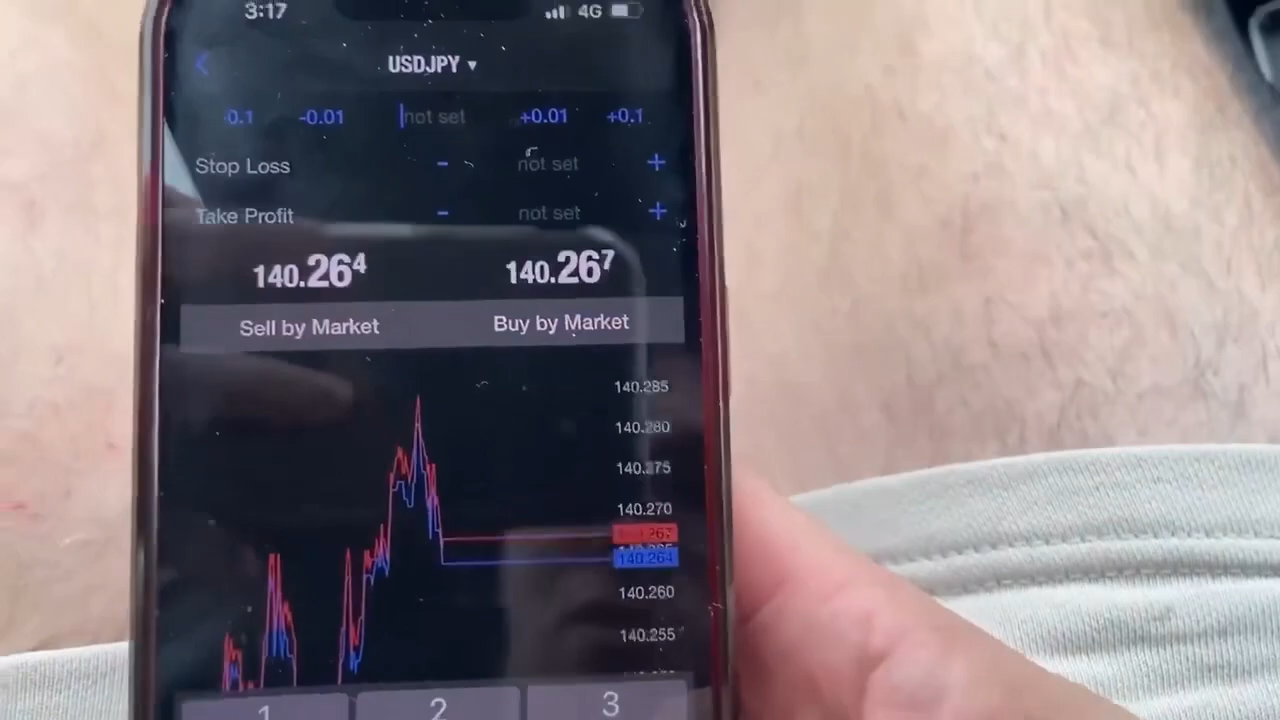 3:17 4G
USDJPY ▾
-0.1 -0.01 not set +0.01 +0.1
Stop Loss - not set +
Take Profit - not set +
140.264 140.267
Sell by Market Buy by Market
140.285
140.280
140.275
140.270
140.264
140.260
140.255
1 2 3